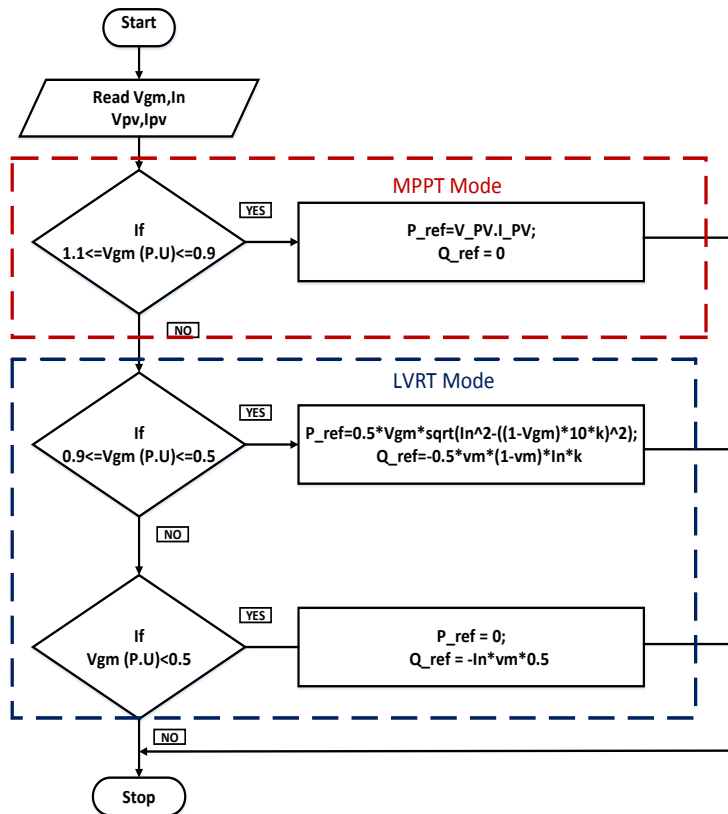 Start
Read Vgm,In
Vpv,Ipv
MPPT Mode
If
1.1<=Vgm (P.U)<=0.9
YES
P_ref=V_PV.I_PV;
Q_ref = 0
NO
LVRT Mode
If
0.9<=Vgm (P.U)<=0.5
YES
P_ref=0.5*Vgm*sqrt(In^2-((1-Vgm)*10*k)^2);
Q_ref=-0.5*vm*(1-vm)*In*k
NO
If
Vgm (P.U)<0.5
YES
P_ref = 0;
Q_ref = -In*vm*0.5
NO
Stop